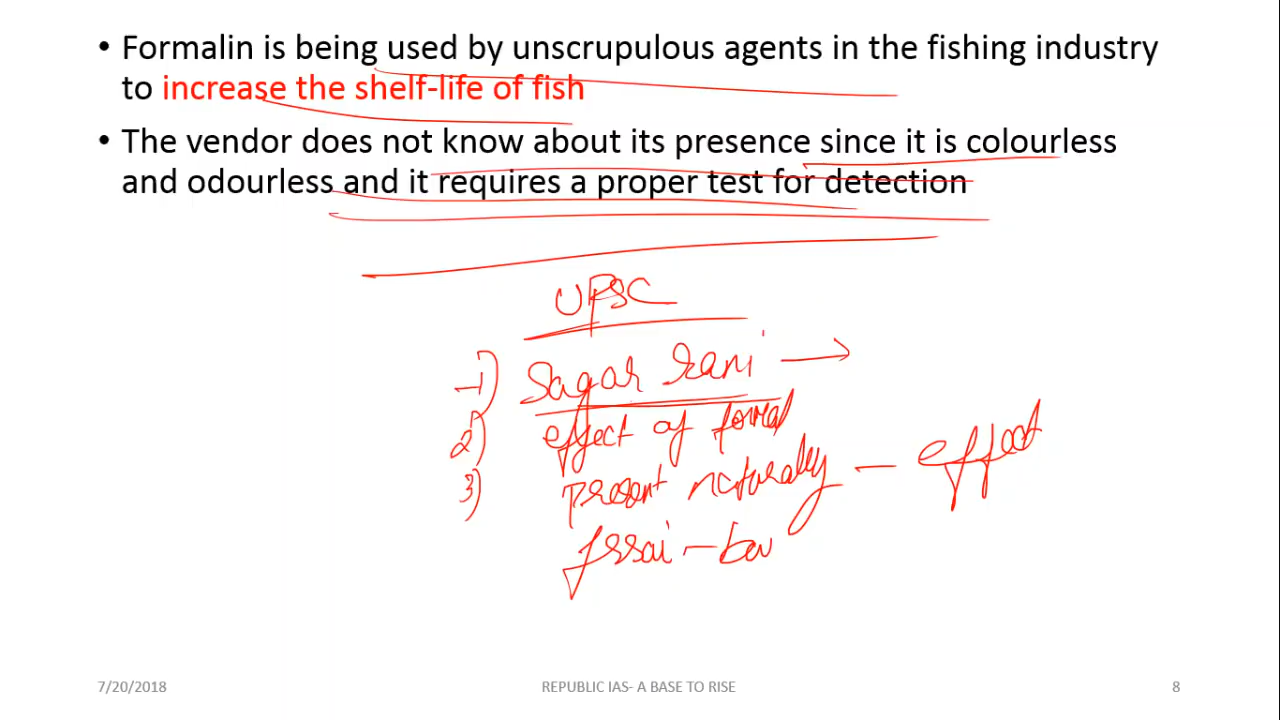 • Formalin is being used by unscrupulous agents in the fishing industry
to increase the shelf-life of fish
• The vendor does not know about its presence since it is colourless
and odourless and it requires a proper test for detection
UPSC
1) Sagar Rani →
2) effect of formal
3) Present naturally - effect
fssai - ban
7/20/2018 REPUBLIC IAS- A BASE TO RISE 8